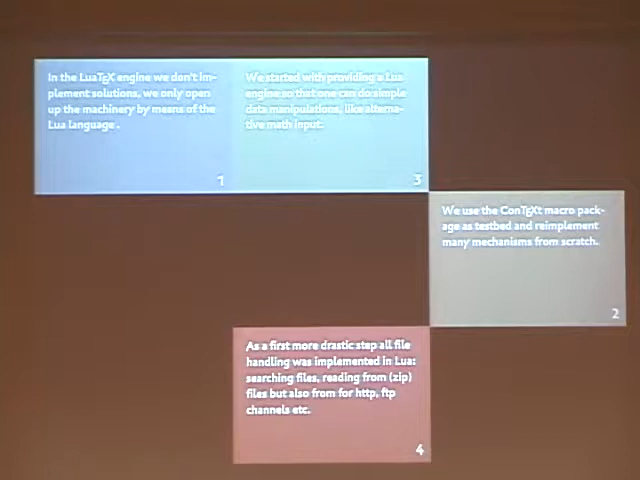 In the LuaTEX engine we don't im-
plement solutions, we only open
up the machinery by means of the
Lua language .
1
We started with providing a Lua
engine so that one can do simple
data manipulations, like alterna-
tive math input.
3
We use the ConTEXt macro pack-
age as testbed and reimplement
many mechanisms from scratch.
2
As a first more drastic step all file
handling was implemented in Lua:
searching files, reading from (zip)
files but also from for http, ftp
channels etc.
4